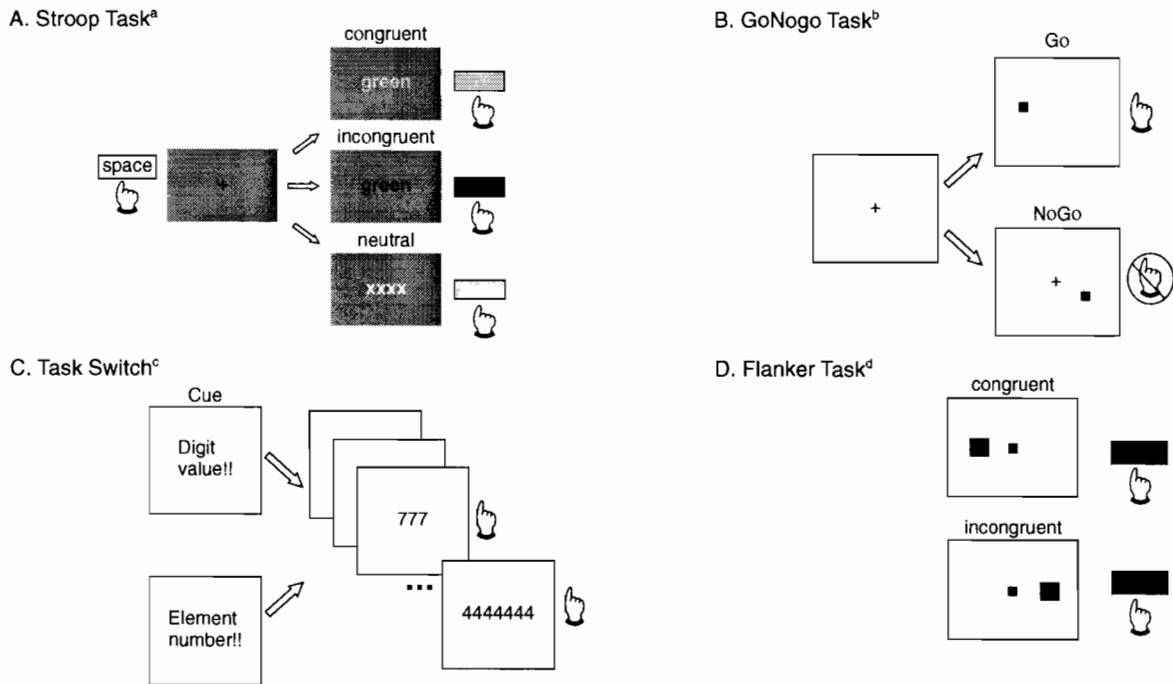 A. Stroop Taskᵃ
congruent
green
incongruent
space
+
green
neutral
xxxx
B. GoNogo Taskᵇ
Go
+
NoGo
+
C. Task Switchᶜ
Cue
Digit
value!!
777
...
Element
number!!
4444444
D. Flanker Taskᵈ
congruent
incongruent